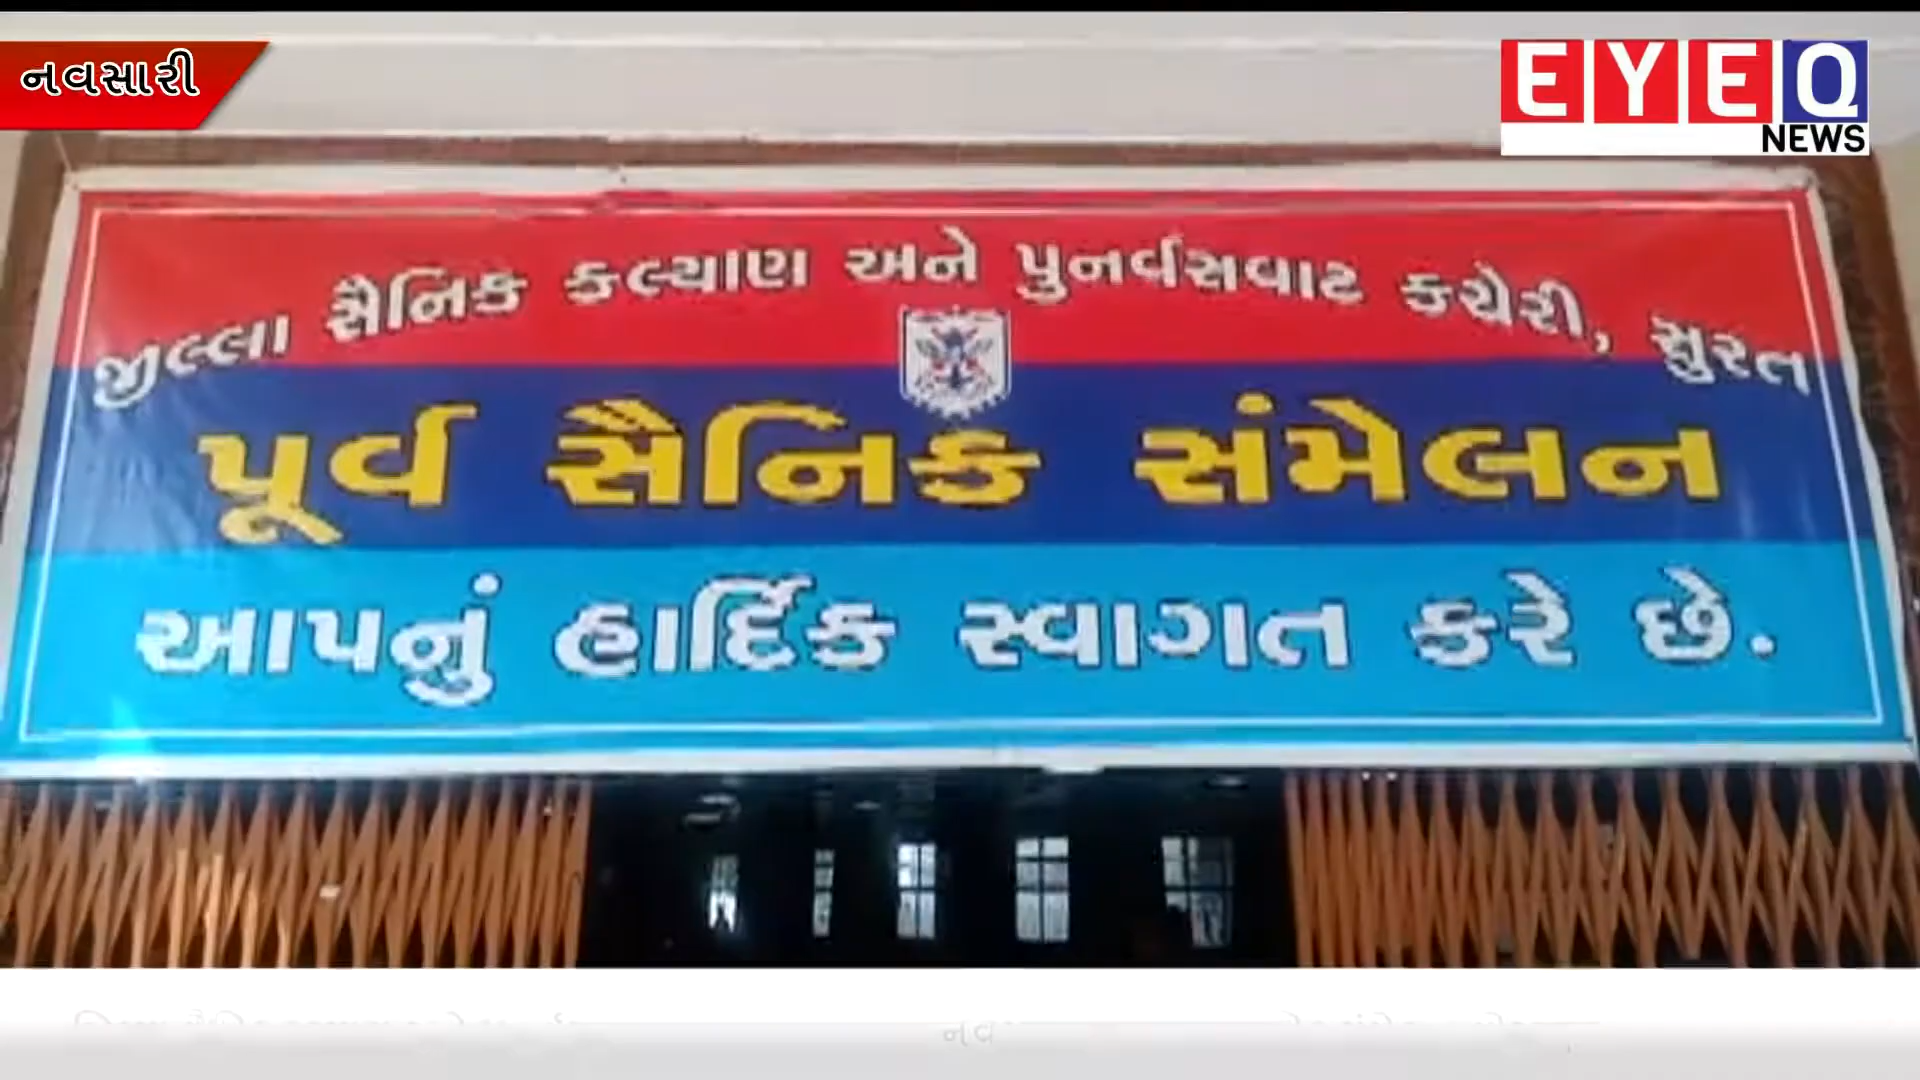 નવસારી
EYEQ
NEWS
જીલ્લા સૈનિક કલ્યાણ અને પુનર્વસવાટ કચેરી, સુરત
પૂર્વ સૈનિક સંમેલન
આપનું હાર્દિક સ્વાગત કરે છે.